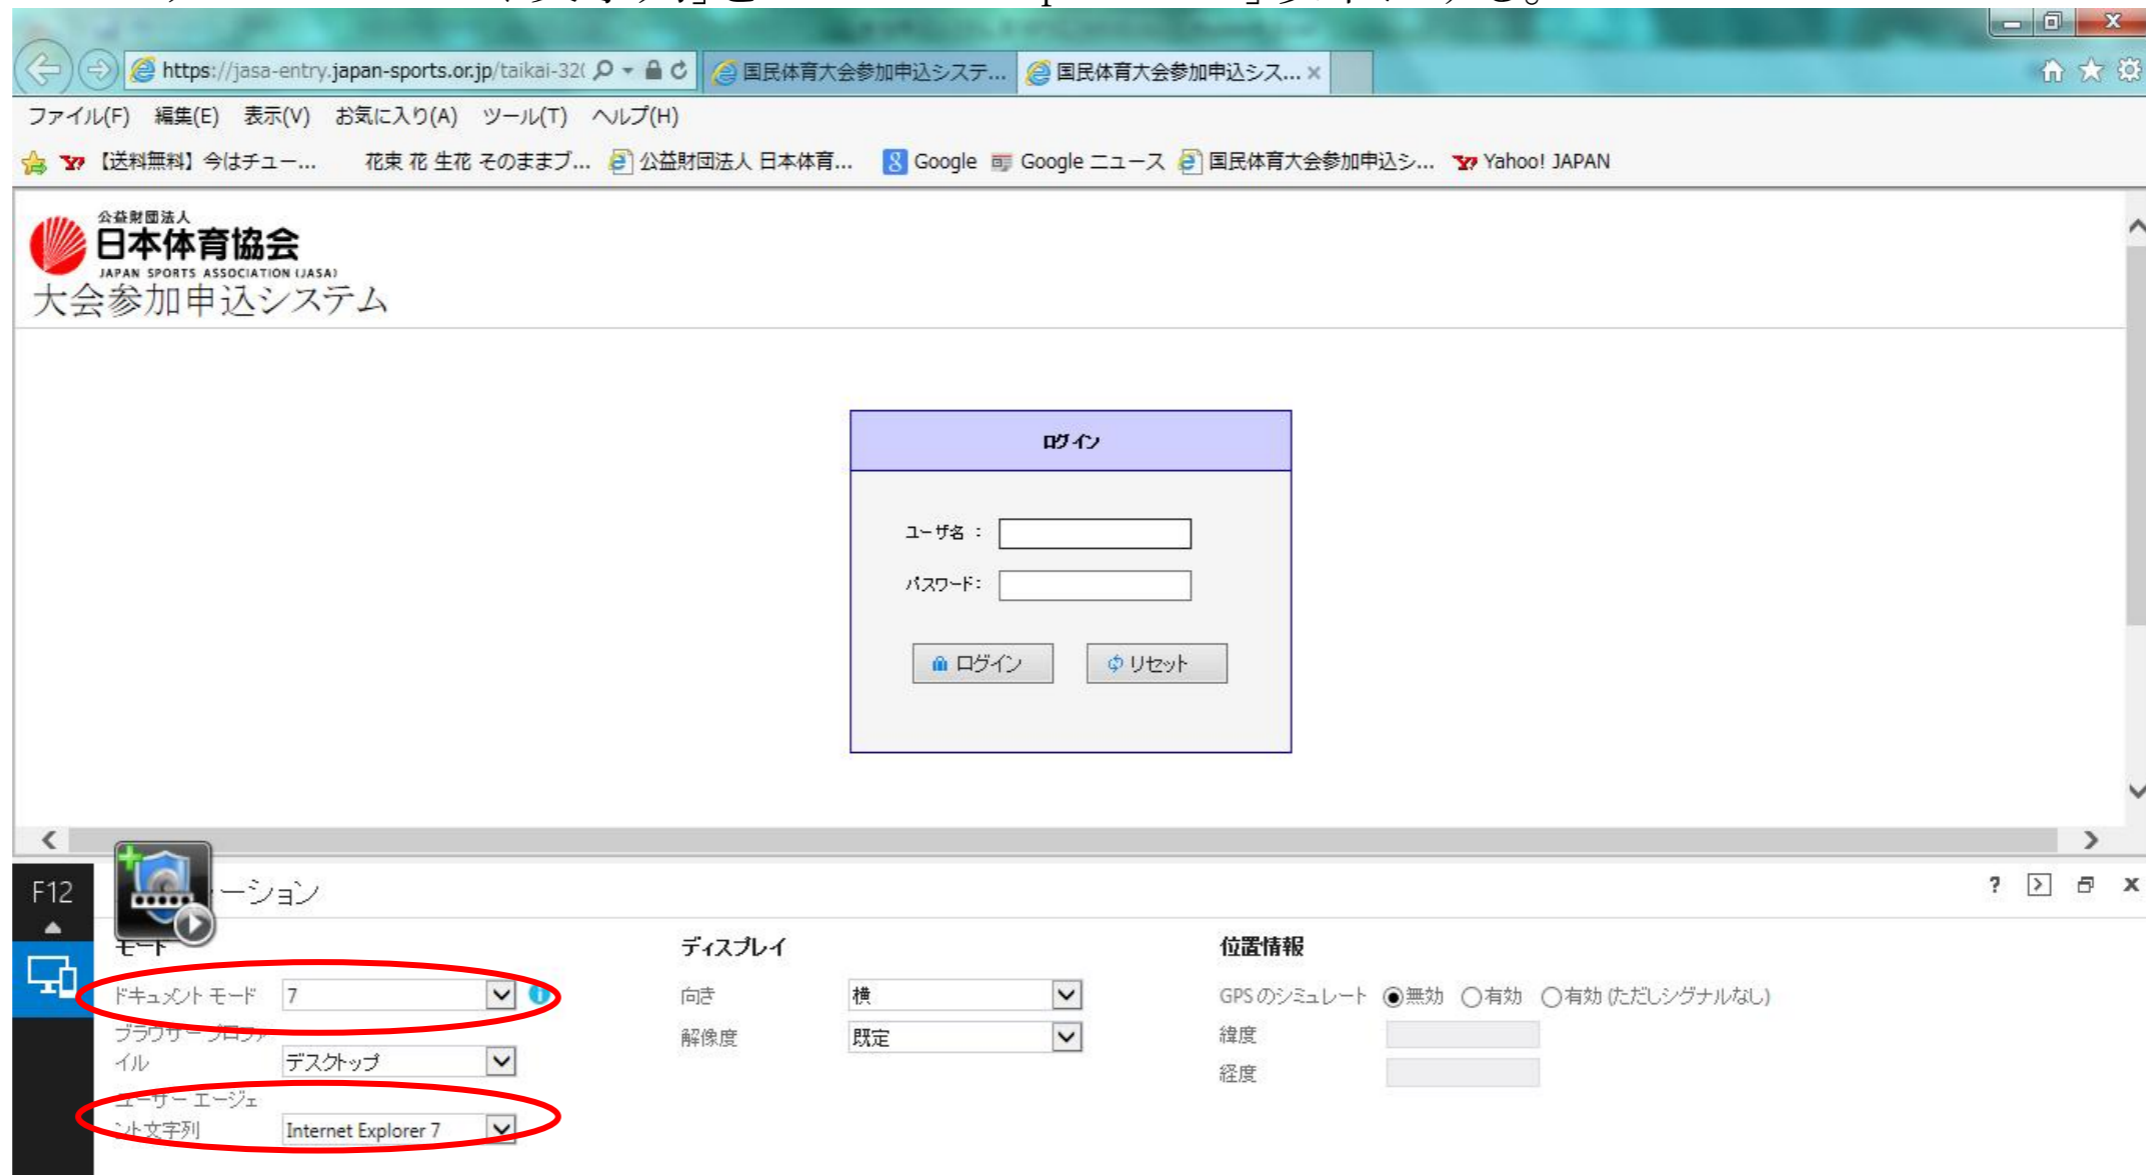 https://jasa-entry.japan-sports.or.jp/taikai-32( 国民体育大会参加申込システ... 国民体育大会参加申込シス... ×
ファイル(F) 編集(E) 表示(V) お気に入り(A) ツール(T) ヘルプ(H)
【送料無料】今はチュー... 花束 花 生花 そのままブ... 公益財団法人 日本体育... Google Google ニュース 国民体育大会参加申込シ... Yahoo! JAPAN
公益財団法人
日本体育協会
JAPAN SPORTS ASSOCIATION (JASA)
大会参加申込システム
ログイン
ユーザ名 :
パスワード:
ログイン リセット
F12 ーション
モード ディスプレイ 位置情報
ドキュメント モード 7 向き 横 GPS のシミュレート 無効 有効 有効 (ただしシグナルなし)
ブラウザー プロファ
イル デスクトップ 解像度 既定 緯度
経度
ユーザー エージェ
ント文字列 Internet Explorer 7